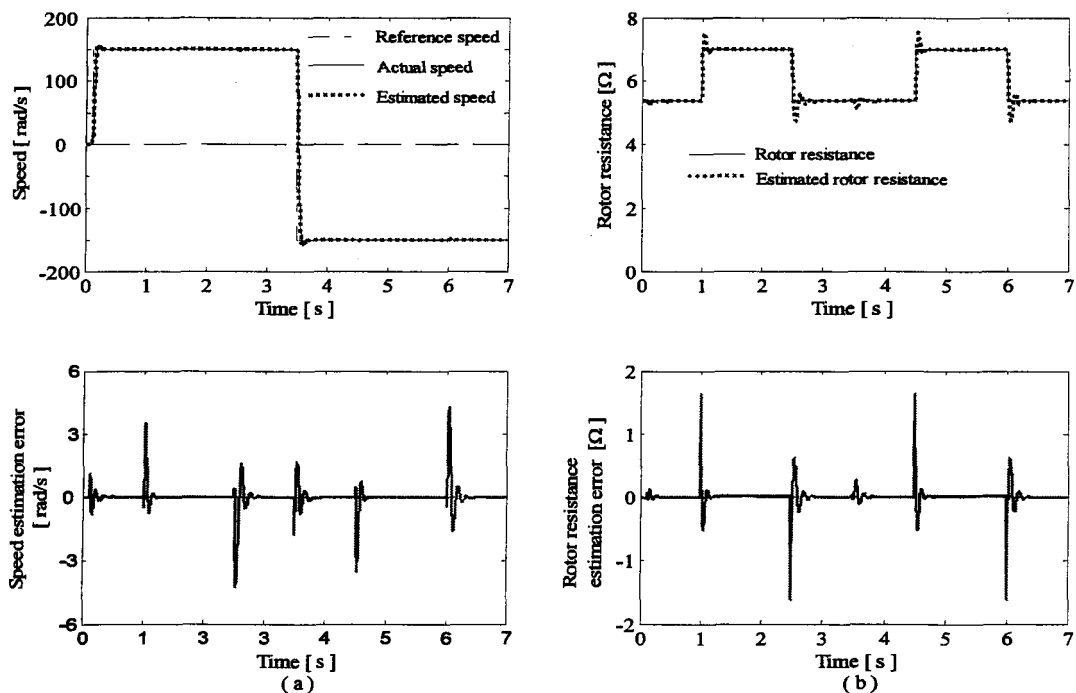 200
100
0
-100
-200
Speed [ rad/s]
Reference speed
Actual speed
Estimated speed
0 1 2 3 4 5 6 7
Time [ s ]
8
6
4
2
0
Rotor resistance [Ω]
Rotor resistance
Estimated rotor resistance
0 1 2 3 4 5 6 7
Time [ s ]
6
3
0
-3
-6
Speed estimation error
[ rad/s]
0 1 2 3 4 5 6 7
Time [ s ]
( a )
2
1
0
-1
-2
Rotor resistance
estimation error [Ω]
0 1 2 3 4 5 6 7
Time [ s ]
( b )